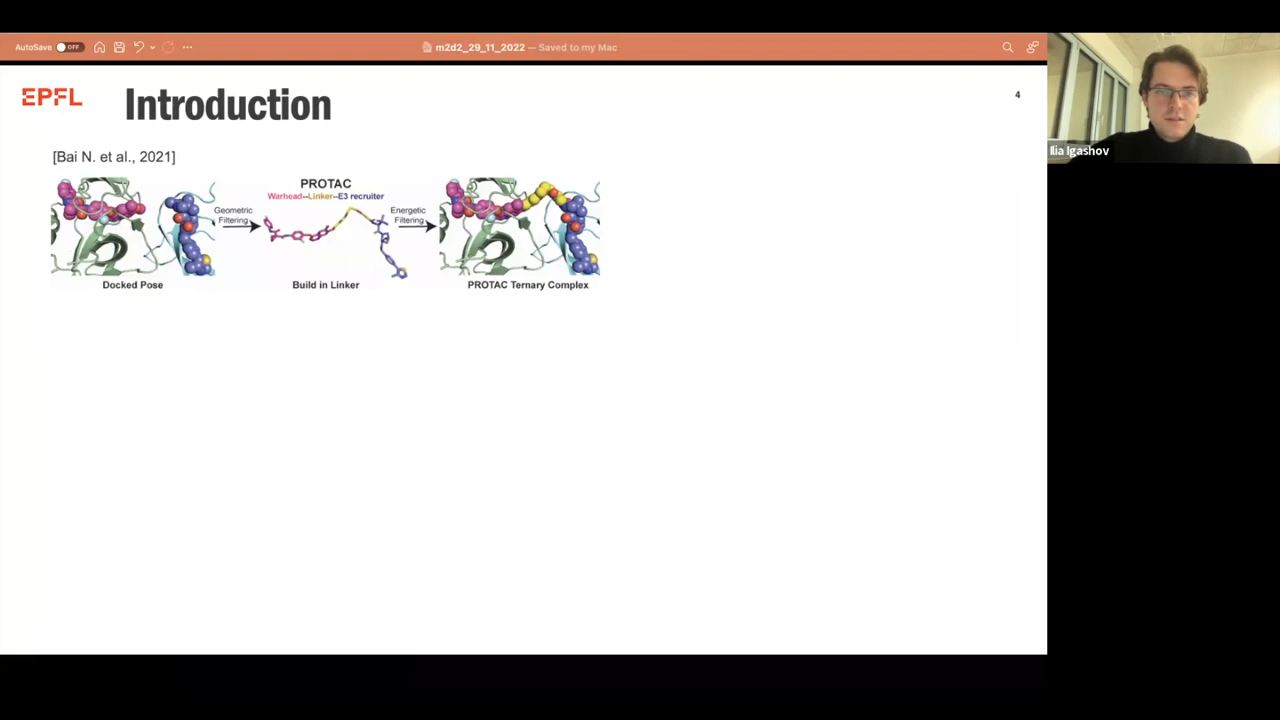 AutoSave OFF
m2d2_29_11_2022 — Saved to my Mac
EPFL
Introduction
4
Ilia Igashov
[Bai N. et al., 2021]
PROTAC
Warhead--Linker--E3 recruiter
Geometric
Filtering
Energetic
Filtering
Docked Pose
Build in Linker
PROTAC Ternary Complex